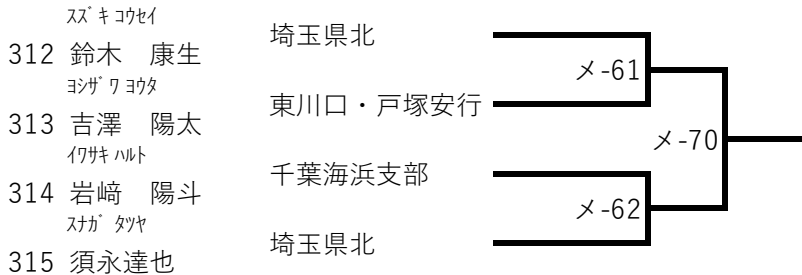 ｽｽﾞｷ ｺｳｾｲ
312 鈴木　康生 埼玉県北
メ-61
ﾖｼｻﾞﾜ ﾖｳﾀ
313 吉澤　陽太 東川口・戸塚安行
メ-70
ｲﾜｻｷ ﾊﾙﾄ
314 岩﨑　陽斗 千葉海浜支部
メ-62
ｽﾅｶﾞ ﾀﾂﾔ
315 須永達也 埼玉県北